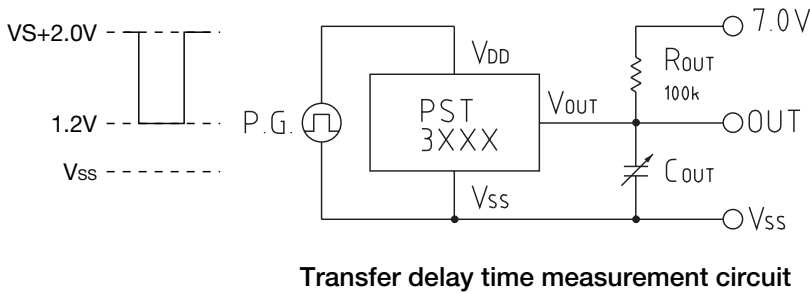 VS+2.0V
1.2V
VSS
P.G.
VDD
PST
3XXX
VSS
VOUT
7.0V
ROUT
100k
OUT
COUT
VSS
Transfer delay time measurement circuit